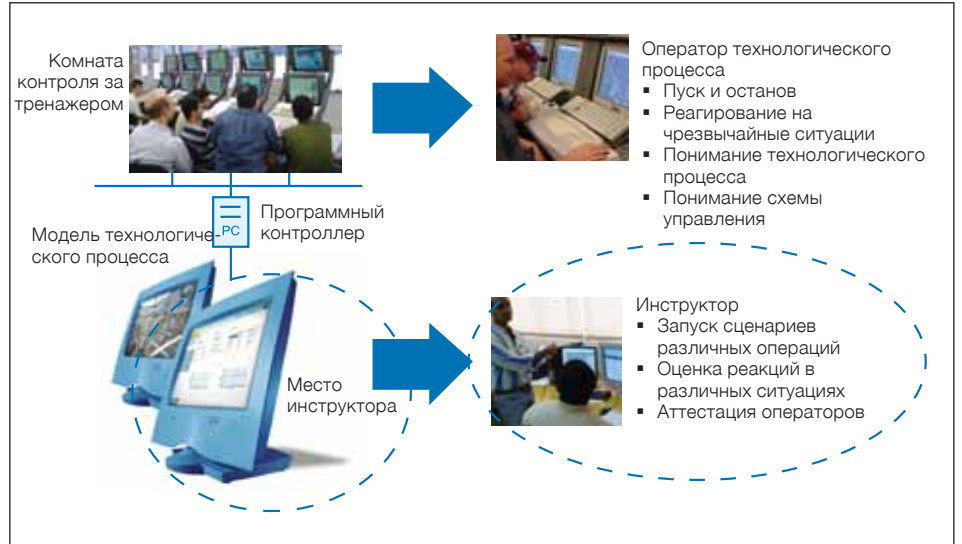 Комната
контроля за
тренажером
Оператор технологического
процесса
▪ Пуск и останов
▪ Реагирование на
чрезвычайные ситуации
▪ Понимание технологического
процесса
▪ Понимание схемы
управления
Программный
контроллер
PC
Модель технологиче-
ского процесса
Место
инструктора
Инструктор
▪ Запуск сценариев
различных операций
▪ Оценка реакций в
различных ситуациях
▪ Аттестация операторов